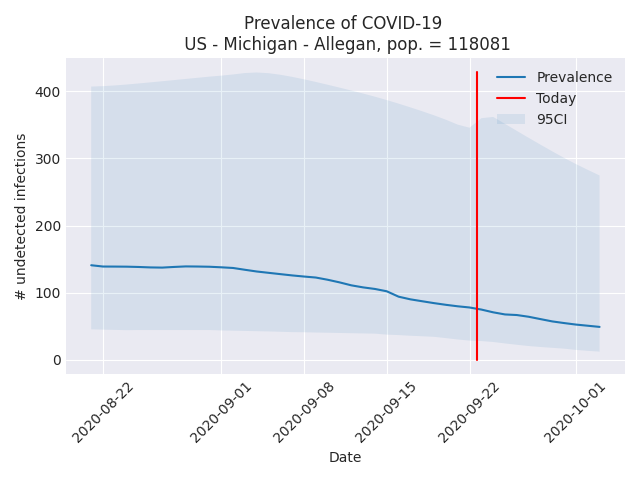 Prevalence of COVID-19
US - Michigan - Allegan, pop. = 118081
Prevalence
Today
95CI
# undetected infections
400
300
200
100
0
2020-08-22
2020-09-01
2020-09-08
2020-09-15
2020-09-22
2020-10-01
Date